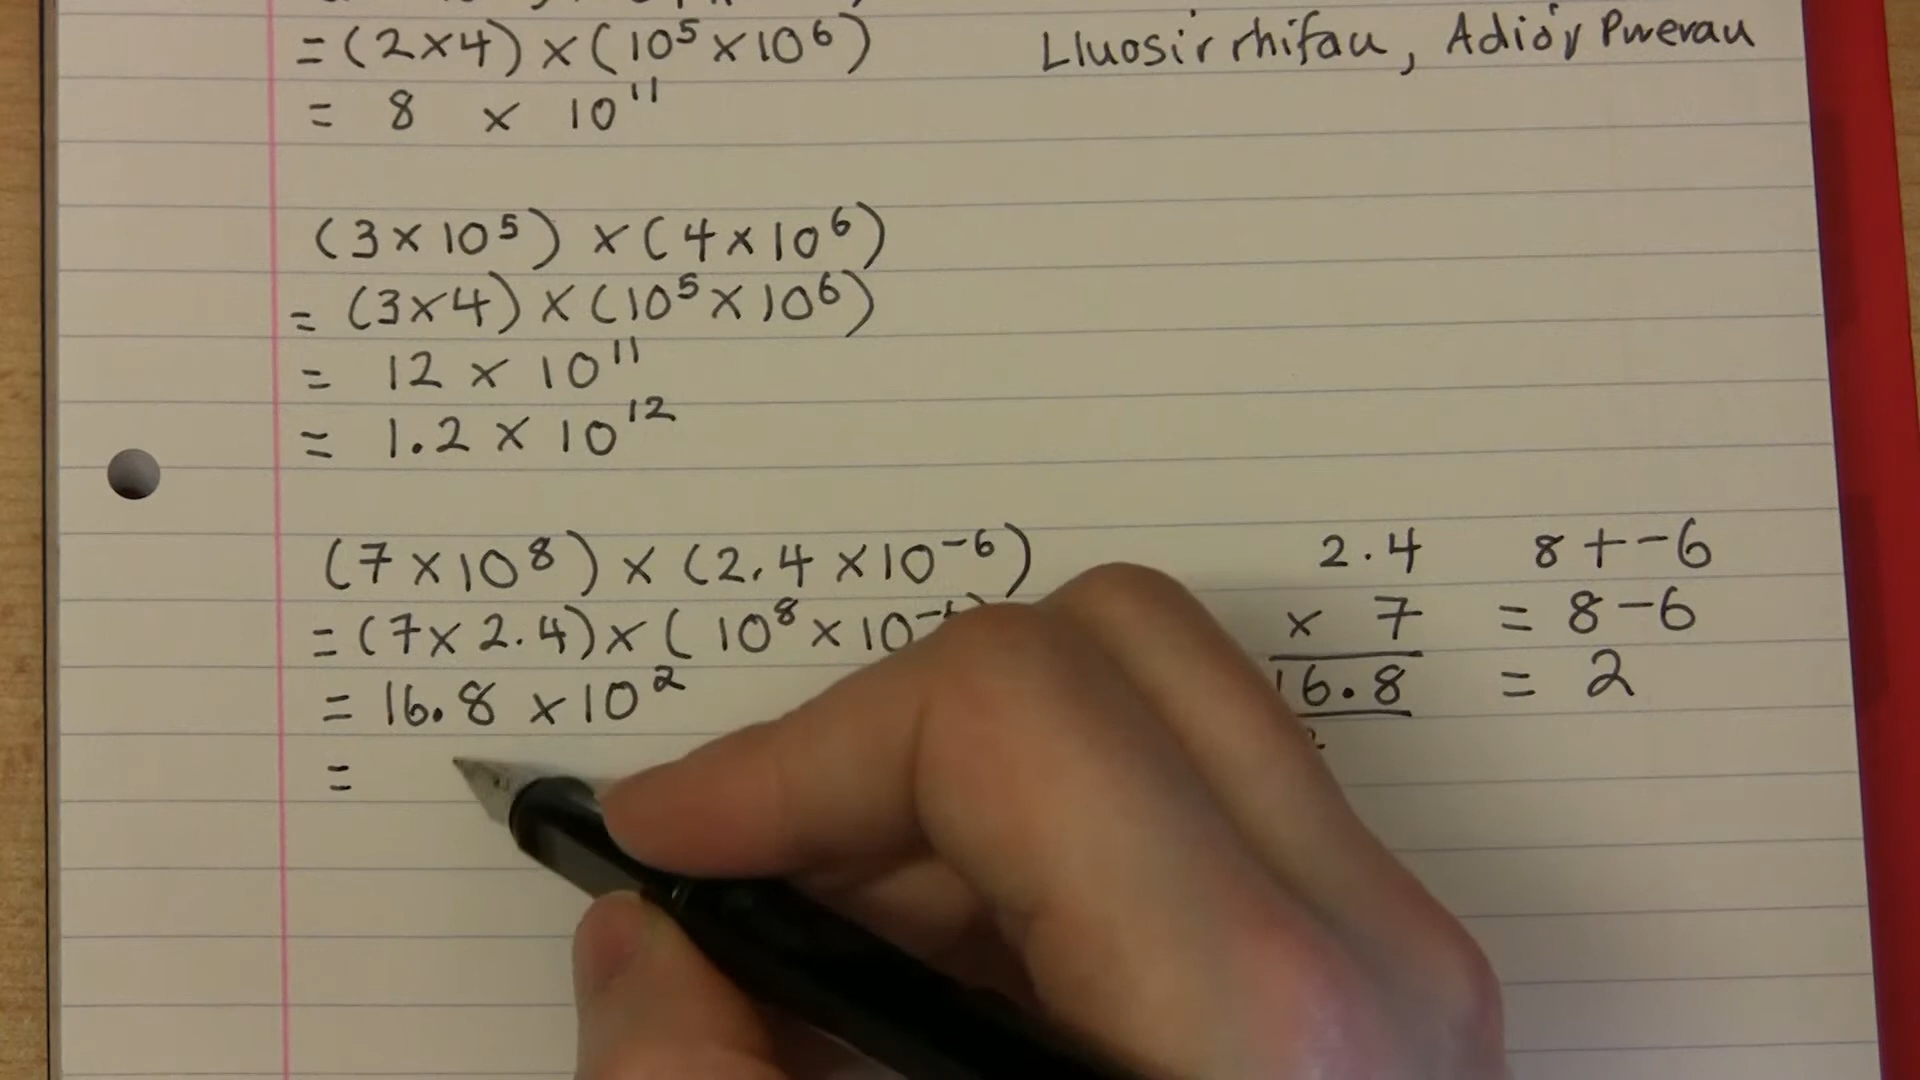 = (2 × 4) × (10⁵ × 10⁶)
= 8 × 10¹¹
Lluosi'r rhifau, Adio'r Pwerau
(3 × 10⁵) × (4 × 10⁶)
= (3 × 4) × (10⁵ × 10⁶)
= 12 × 10¹¹
= 1.2 × 10¹²
(7 × 10⁸) × (2.4 × 10⁻⁶)
= (7 × 2.4) × (10⁸ × 10⁻⁶)
= 16.8 × 10²
=
2.4
× 7
16.8
2
8 + −6
= 8 − 6
= 2